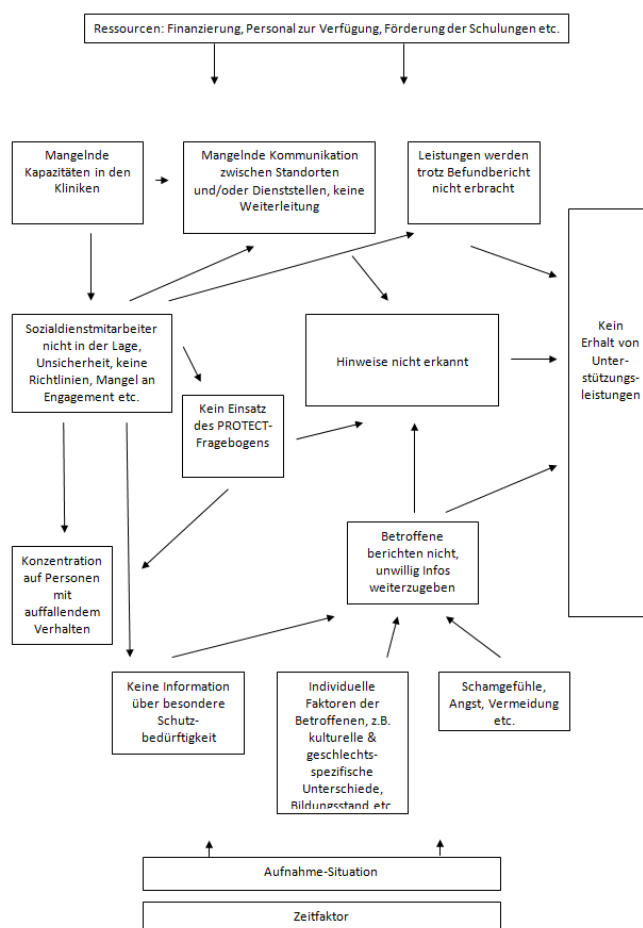 Ressourcen: Finanzierung, Personal zur Verfügung, Förderung der Schulungen etc.
Mangelnde
Kapazitäten in den
Kliniken
Mangelnde Kommunikation
zwischen Standorten
und/oder Dienststellen, keine
Weiterleitung
Leistungen werden
trotz Befundbericht
nicht erbracht
Sozialdienstmitarbeiter
nicht in der Lage,
Unsicherheit, keine
Richtlinien, Mangel an
Engagement etc.
Hinweise nicht erkannt
Kein
Erhalt von
Unter-
stützungs-
leistungen
Kein Einsatz
des PROTECT-
Fragebogens
Konzentration
auf Personen
mit
auffallendem
Verhalten
Betroffene
berichten nicht,
unwillig Infos
weiterzugeben
Keine Information
über besondere
Schutz-
bedürftigkeit
Individuelle
Faktoren der
Betroffenen, z.B.
kulturelle &
geschlechts-
spezifische
Unterschiede,
Bildungsstand etc
Schamgefühle,
Angst, Vermeidung
etc.
Aufnahme-Situation
Zeitfaktor